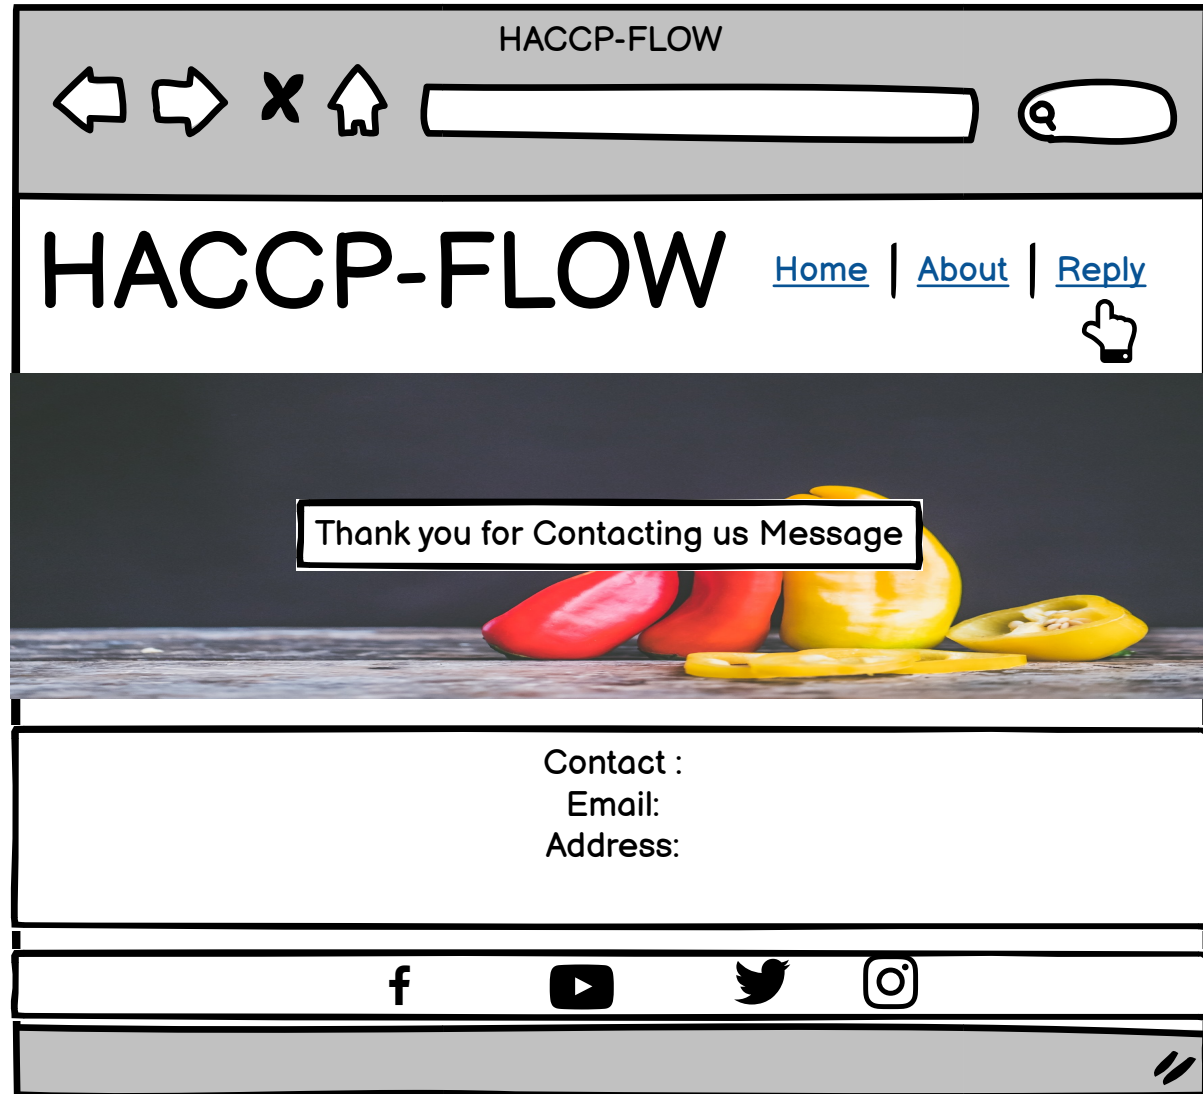 HACCP-FLOW
HACCP-FLOW
Home | About | Reply
Thank you for Contacting us Message
Contact :
Email:
Address: